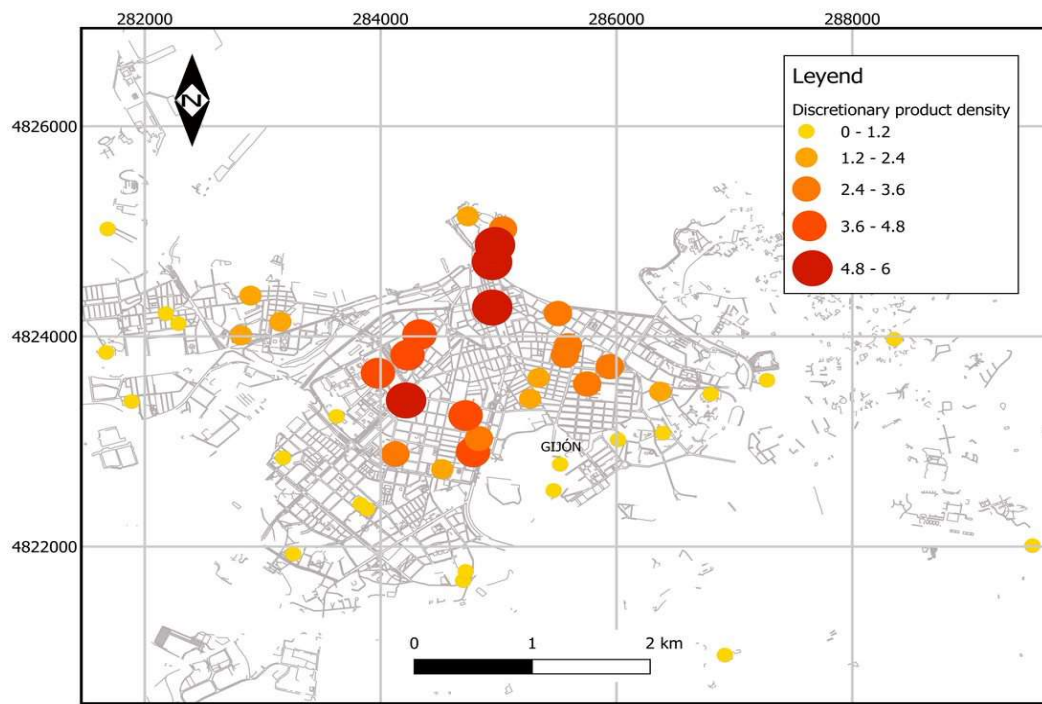 282000 284000 286000 288000
N
Leyend
Discretionary product density
4826000
0 - 1.2
1.2 - 2.4
2.4 - 3.6
3.6 - 4.8
4.8 - 6
4824000
GIJÓN
4822000
0 1 2 km